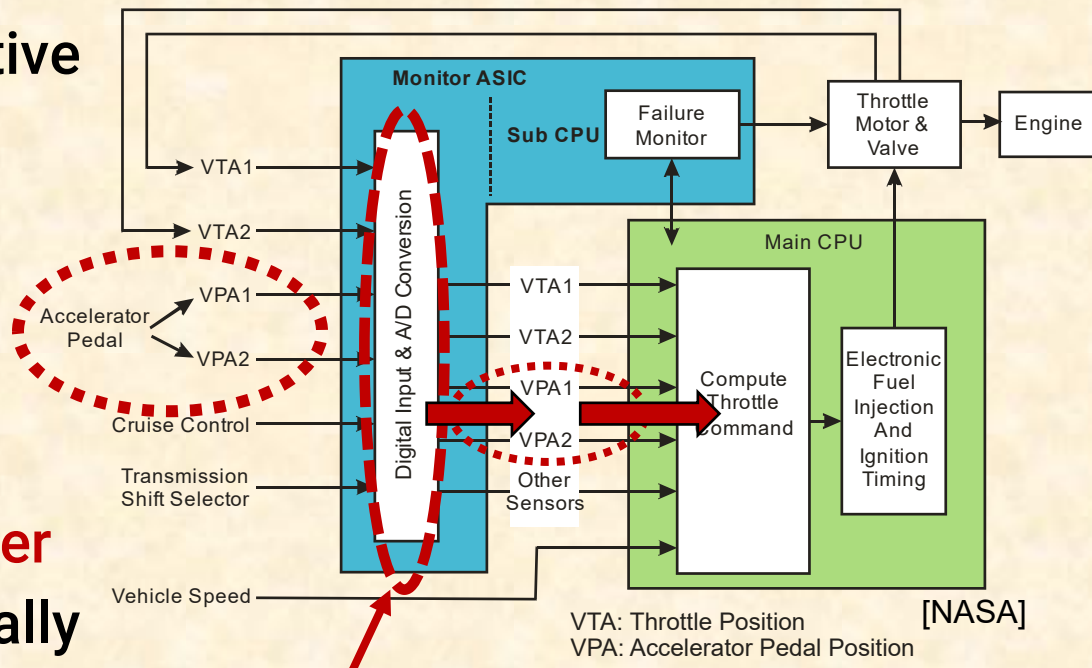 tive
er
ally
Monitor ASIC
Sub CPU
Failure
Monitor
Throttle
Motor &
Valve
Engine
VTA1
VTA2
VPA1
Accelerator
Pedal
VPA2
Cruise Control
Transmission
Shift Selector
Vehicle Speed
Digital Input & A/D Conversion
VTA1
VTA2
VPA1
VPA2
Other
Sensors
Main CPU
Compute
Throttle
Command
Electronic
Fuel
Injection
And
Ignition
Timing
VTA: Throttle Position
VPA: Accelerator Pedal Position
[NASA]